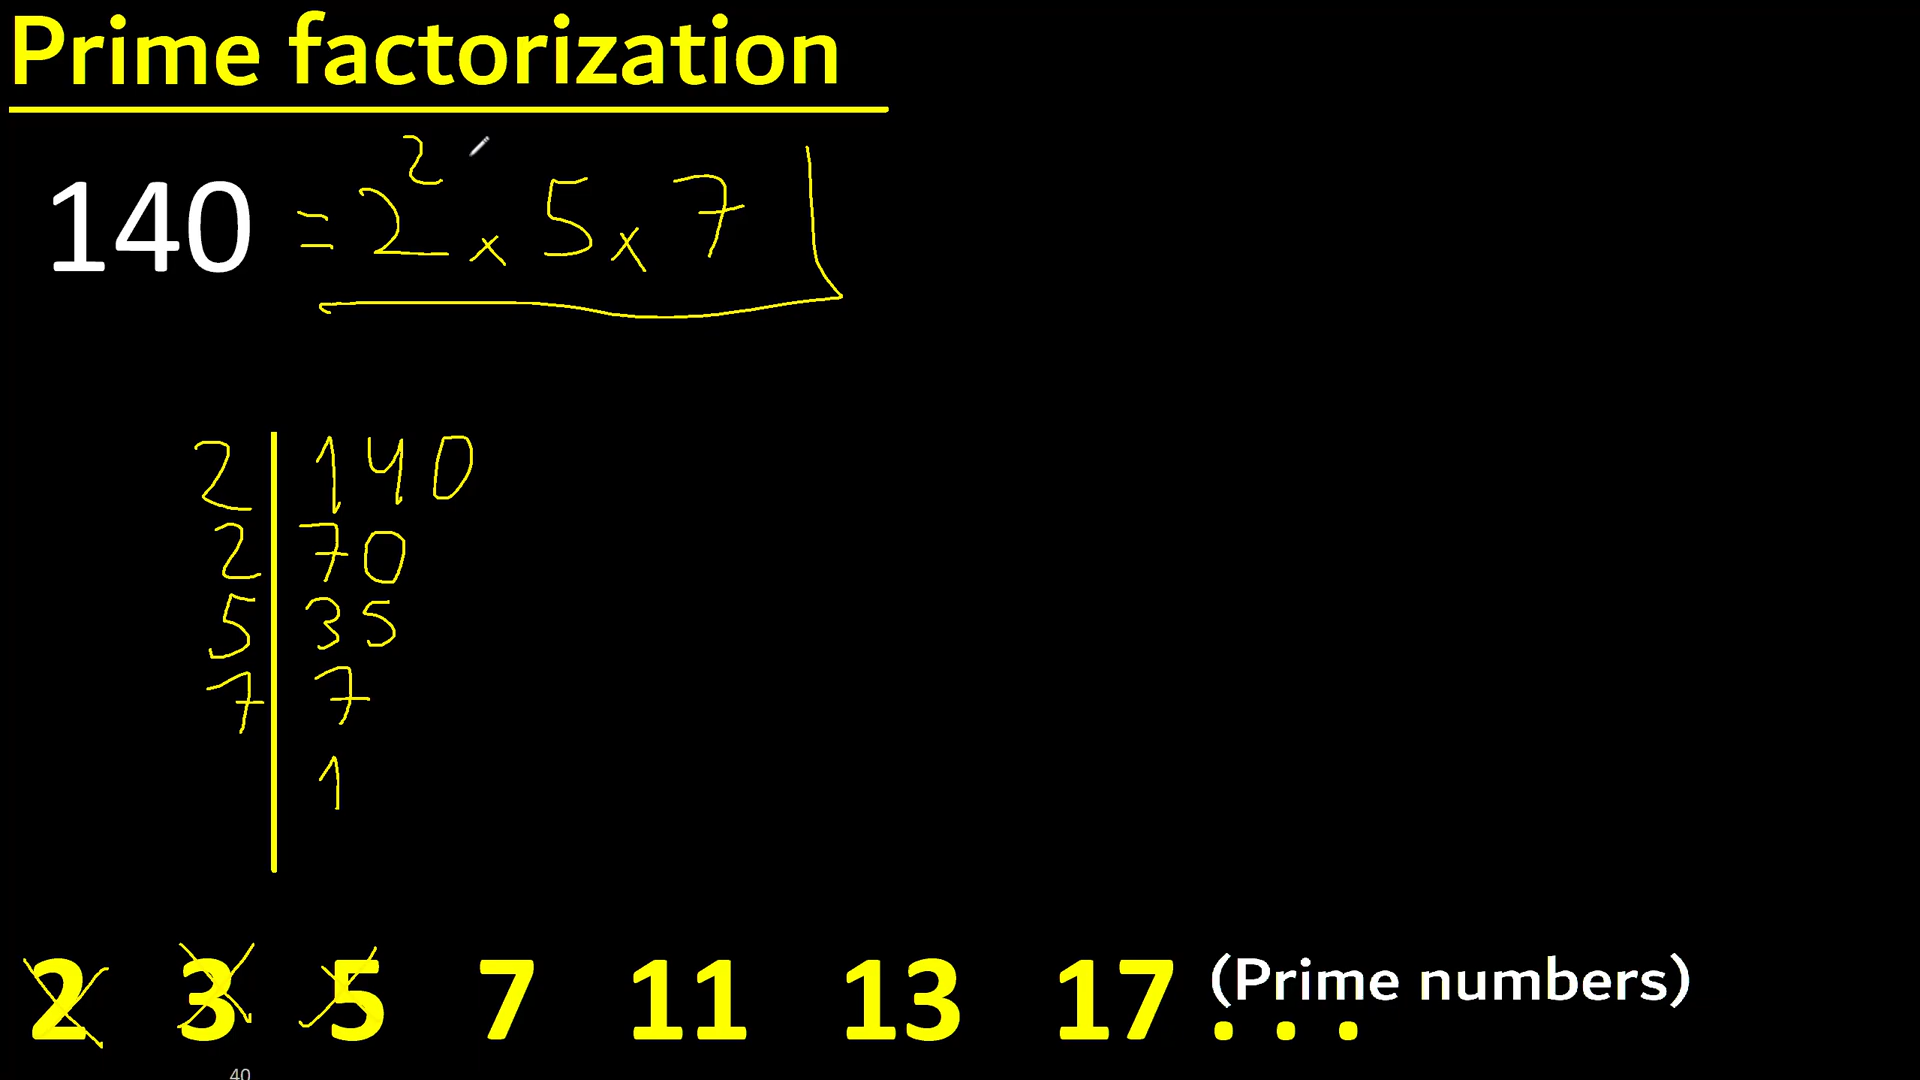 Prime factorization
140 = 2² × 5 × 7
2 | 140
2 | 70
5 | 35
7 | 7
1
2 3 5 7 11 13 17 ... (Prime numbers)
40